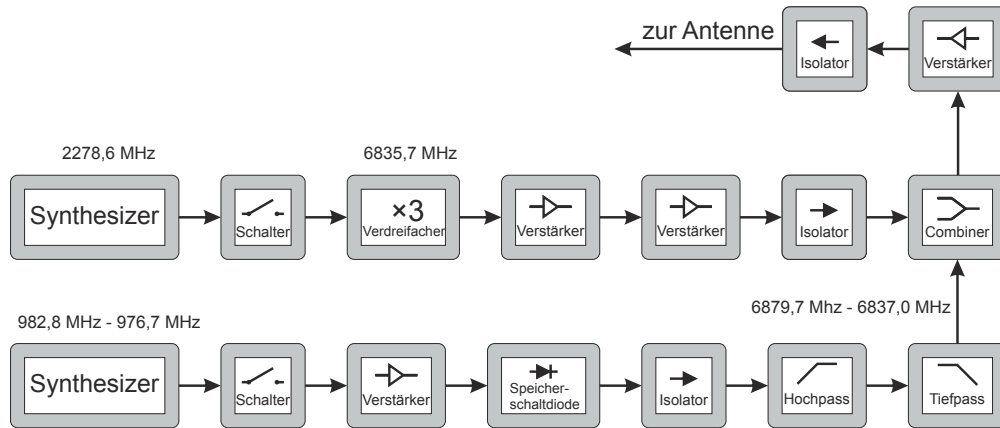 zur Antenne
Isolator
Verstärker
2278,6 MHz
6835,7 MHz
Synthesizer
Schalter
×3
Verdreifacher
Verstärker
Verstärker
Isolator
Combiner
982,8 MHz - 976,7 MHz
6879,7 Mhz - 6837,0 MHz
Synthesizer
Schalter
Verstärker
Speicher-
schaltdiode
Isolator
Hochpass
Tiefpass